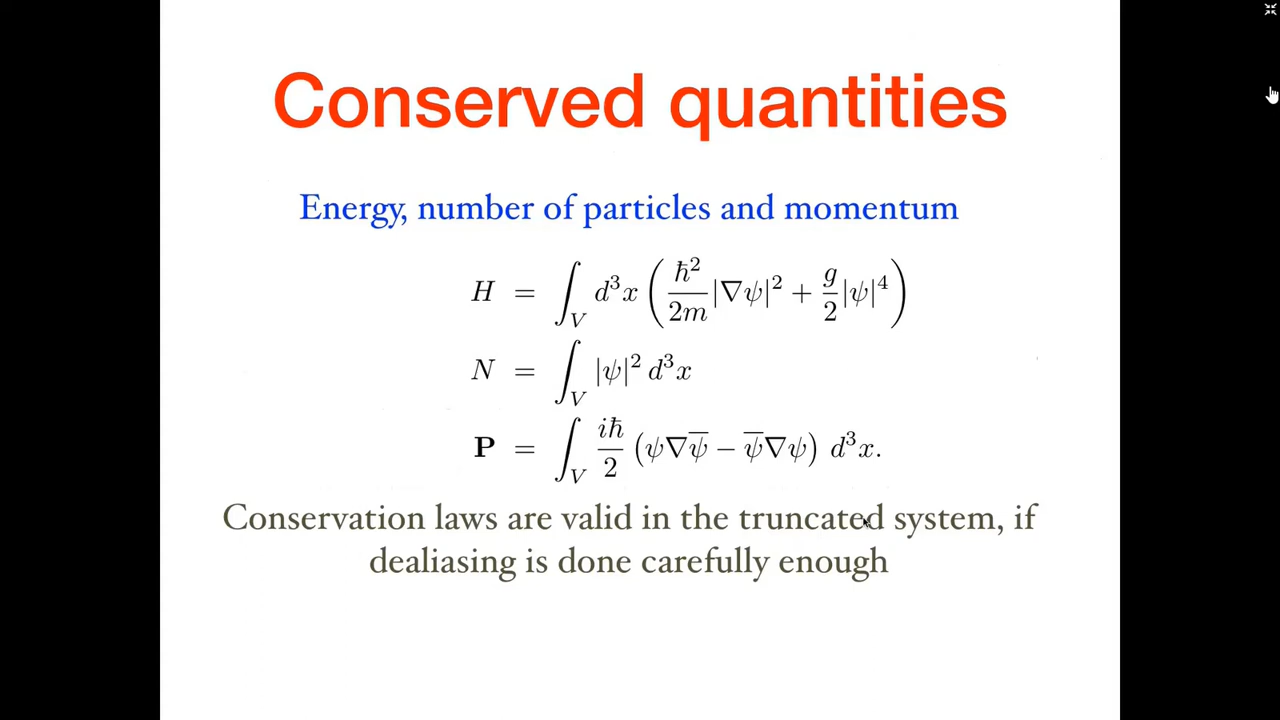 Conserved quantities
Energy, number of particles and momentum
H = ∫_V d³x ( ħ²/2m |∇ψ|² + g/2 |ψ|⁴ )
N = ∫_V |ψ|² d³x
P = ∫_V iħ/2 ( ψ∇ψ̅ − ψ̅∇ψ ) d³x.
Conservation laws are valid in the truncated system, if
dealiasing is done carefully enough